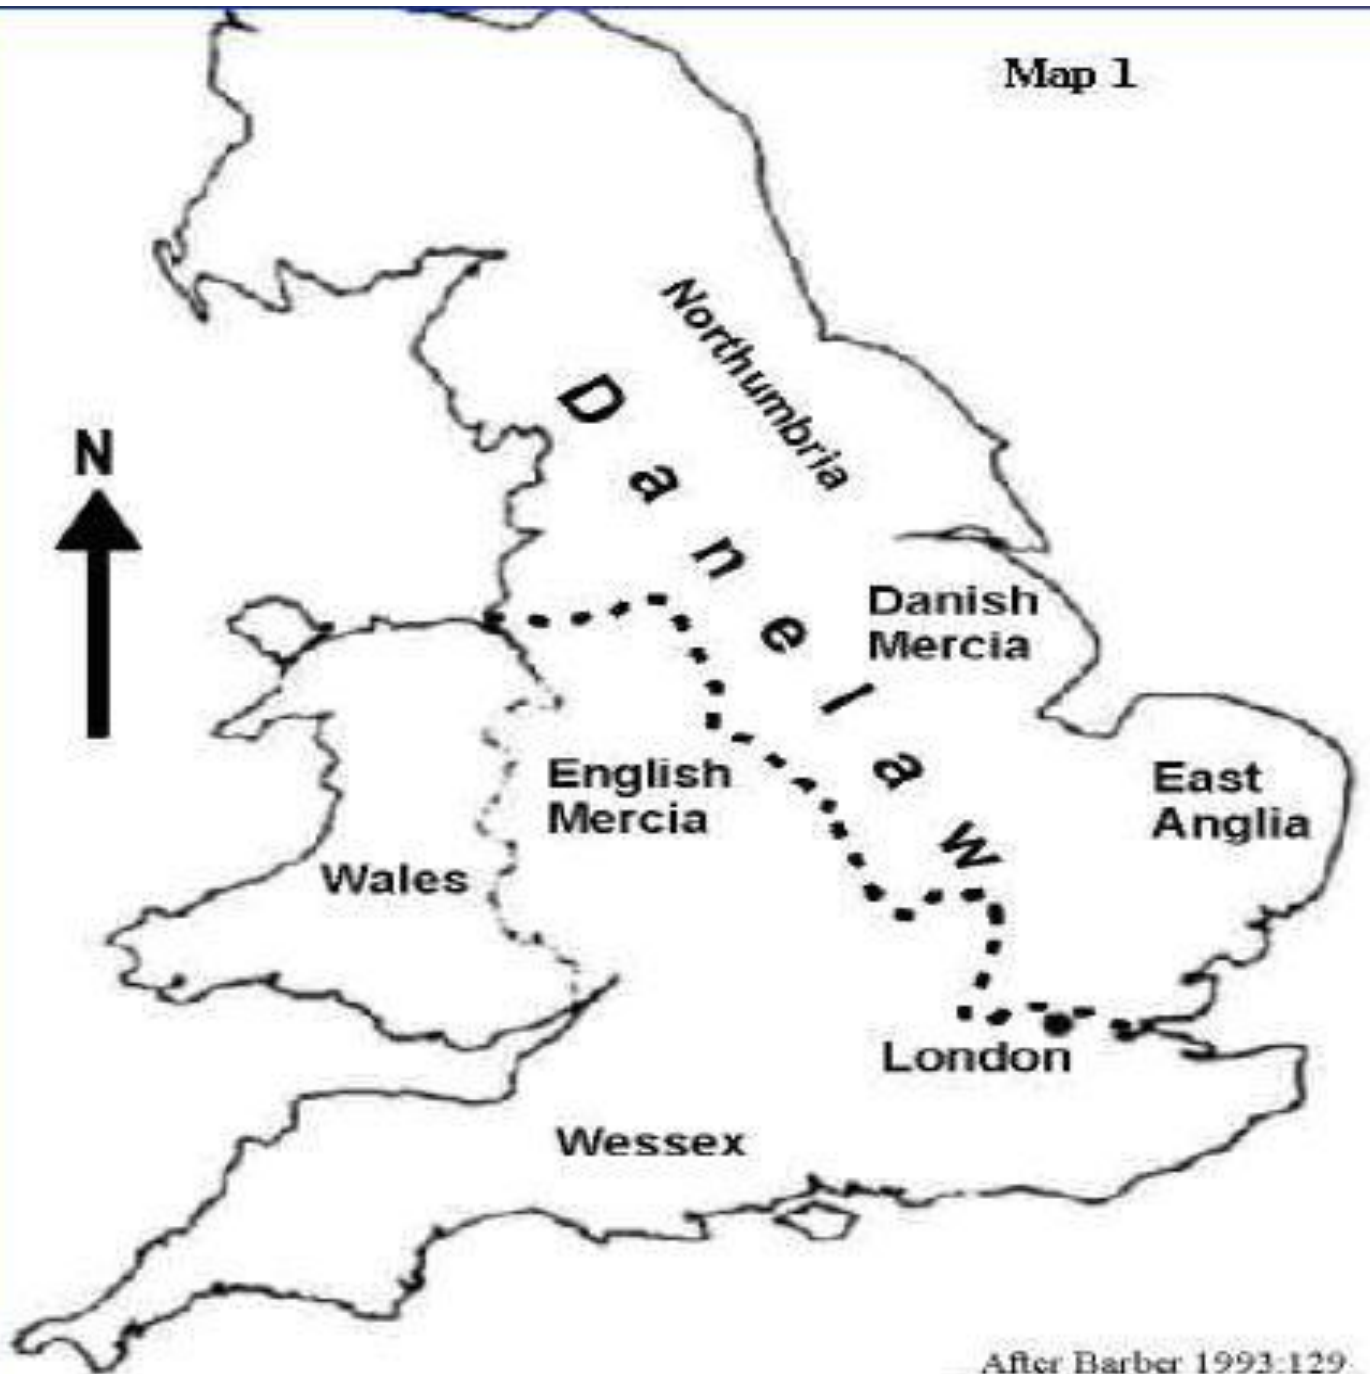 Map 1
N
Northumbria
Danelaw
Danish
Mercia
English
Mercia
East
Anglia
Wales
London
Wessex
After Barber 1993:129